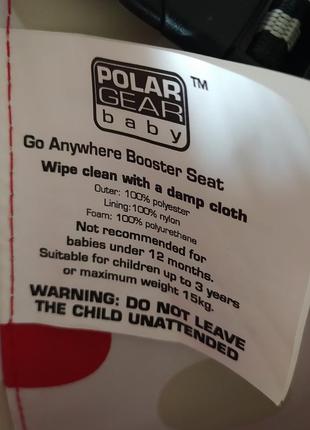 POLAR
GEAR
baby
TM
Go Anywhere Booster Seat
Wipe clean with a damp cloth
Outer: 100% polyester
Lining:100% nylon
Foam: 100% polyurethane
Not recommended for
babies under 12 months.
Suitable for children up to 3 years
or maximum weight 15kg.
WARNING: DO NOT LEAVE
THE CHILD UNATTENDED